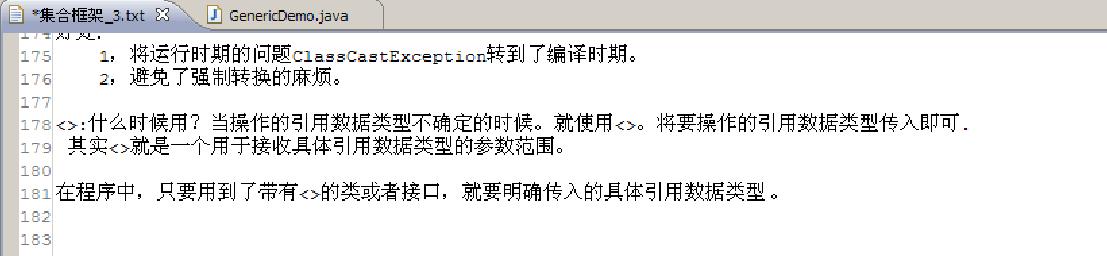 *集合框架_3.txt GenericDemo.java
174 好处:
175 1，将运行时期的问题ClassCastException转到了编译时期。
176 2，避免了强制转换的麻烦。
177
178 <>:什么时候用？当操作的引用数据类型不确定的时候。就使用<>。将要操作的引用数据类型传入即可.
179 其实<>就是一个用于接收具体引用数据类型的参数范围。
180
181 在程序中，只要用到了带有<>的类或者接口，就要明确传入的具体引用数据类型 。
182
183